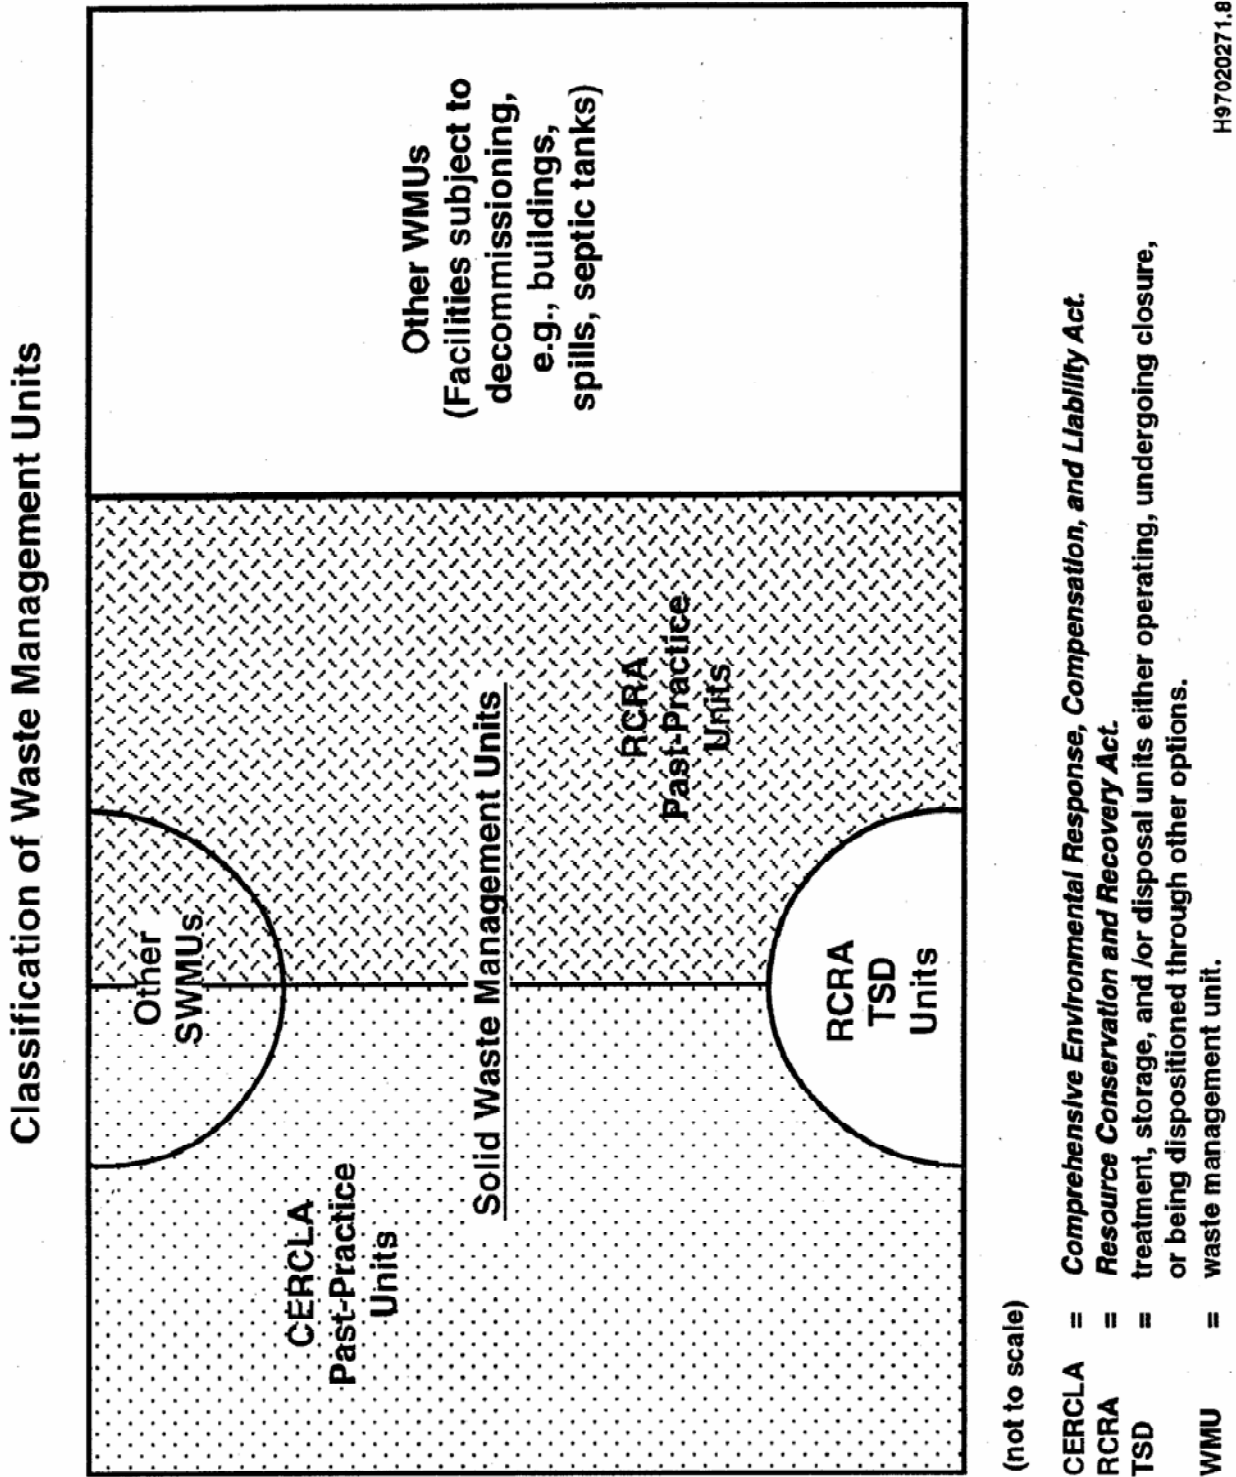 Classification of Waste Management Units
Other
SWMUs
CERCLA
Past-Practice
Units
Solid Waste Management Units
RCRA
Past-Practice
Units
RCRA
TSD
Units
Other WMUs
(Facilities subject to
decommissioning,
e.g., buildings,
spills, septic tanks)
(not to scale)
CERCLA = Comprehensive Environmental Response, Compensation, and Liability Act.
RCRA = Resource Conservation and Recovery Act.
TSD = treatment, storage, and /or disposal units either operating, undergoing closure,
or being dispositioned through other options.
WMU = waste management unit.
H97020271.8